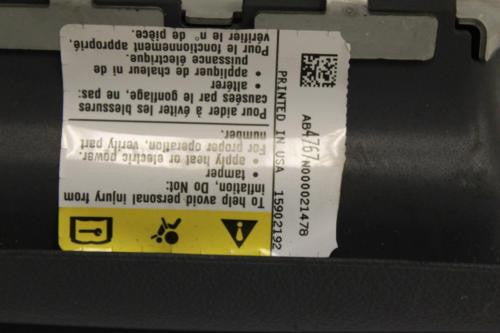 To help avoid personal injury from
inflation, Do Not:
• tamper
• apply heat or electric power.
For proper operation, verify part
number.
Pour aider à éviter les blessures
causées par le gonflage, ne pas:
• altérer
• appliquer de chaleur ni de
puissance électrique.
Pour le fonctionnement approprié,
vérifier le n° de pièce.
PRINTED IN USA 15902192
AB4767N000021478